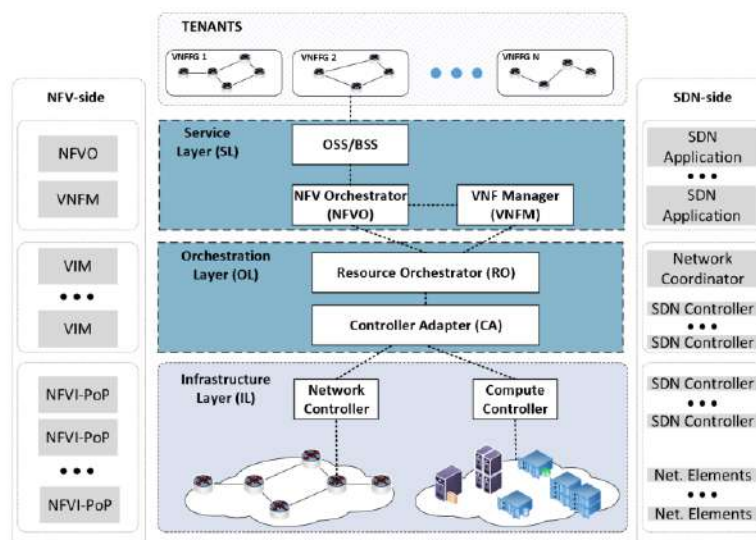 TENANTS
VNFFG 1
VNFFG 2
VNFFG N
NFV-side
NFVO
VNFM
VIM
VIM
NFVI-PoP
NFVI-PoP
NFVI-PoP
Service
Layer (SL)
OSS/BSS
NFV Orchestrator
(NFVO)
VNF Manager
(VNFM)
Orchestration
Layer (OL)
Resource Orchestrator (RO)
Controller Adapter (CA)
Infrastructure
Layer (IL)
Network
Controller
Compute
Controller
SDN-side
SDN
Application
SDN
Application
Network
Coordinator
SDN Controller
SDN Controller
SDN Controller
SDN Controller
Net. Elements
Net. Elements